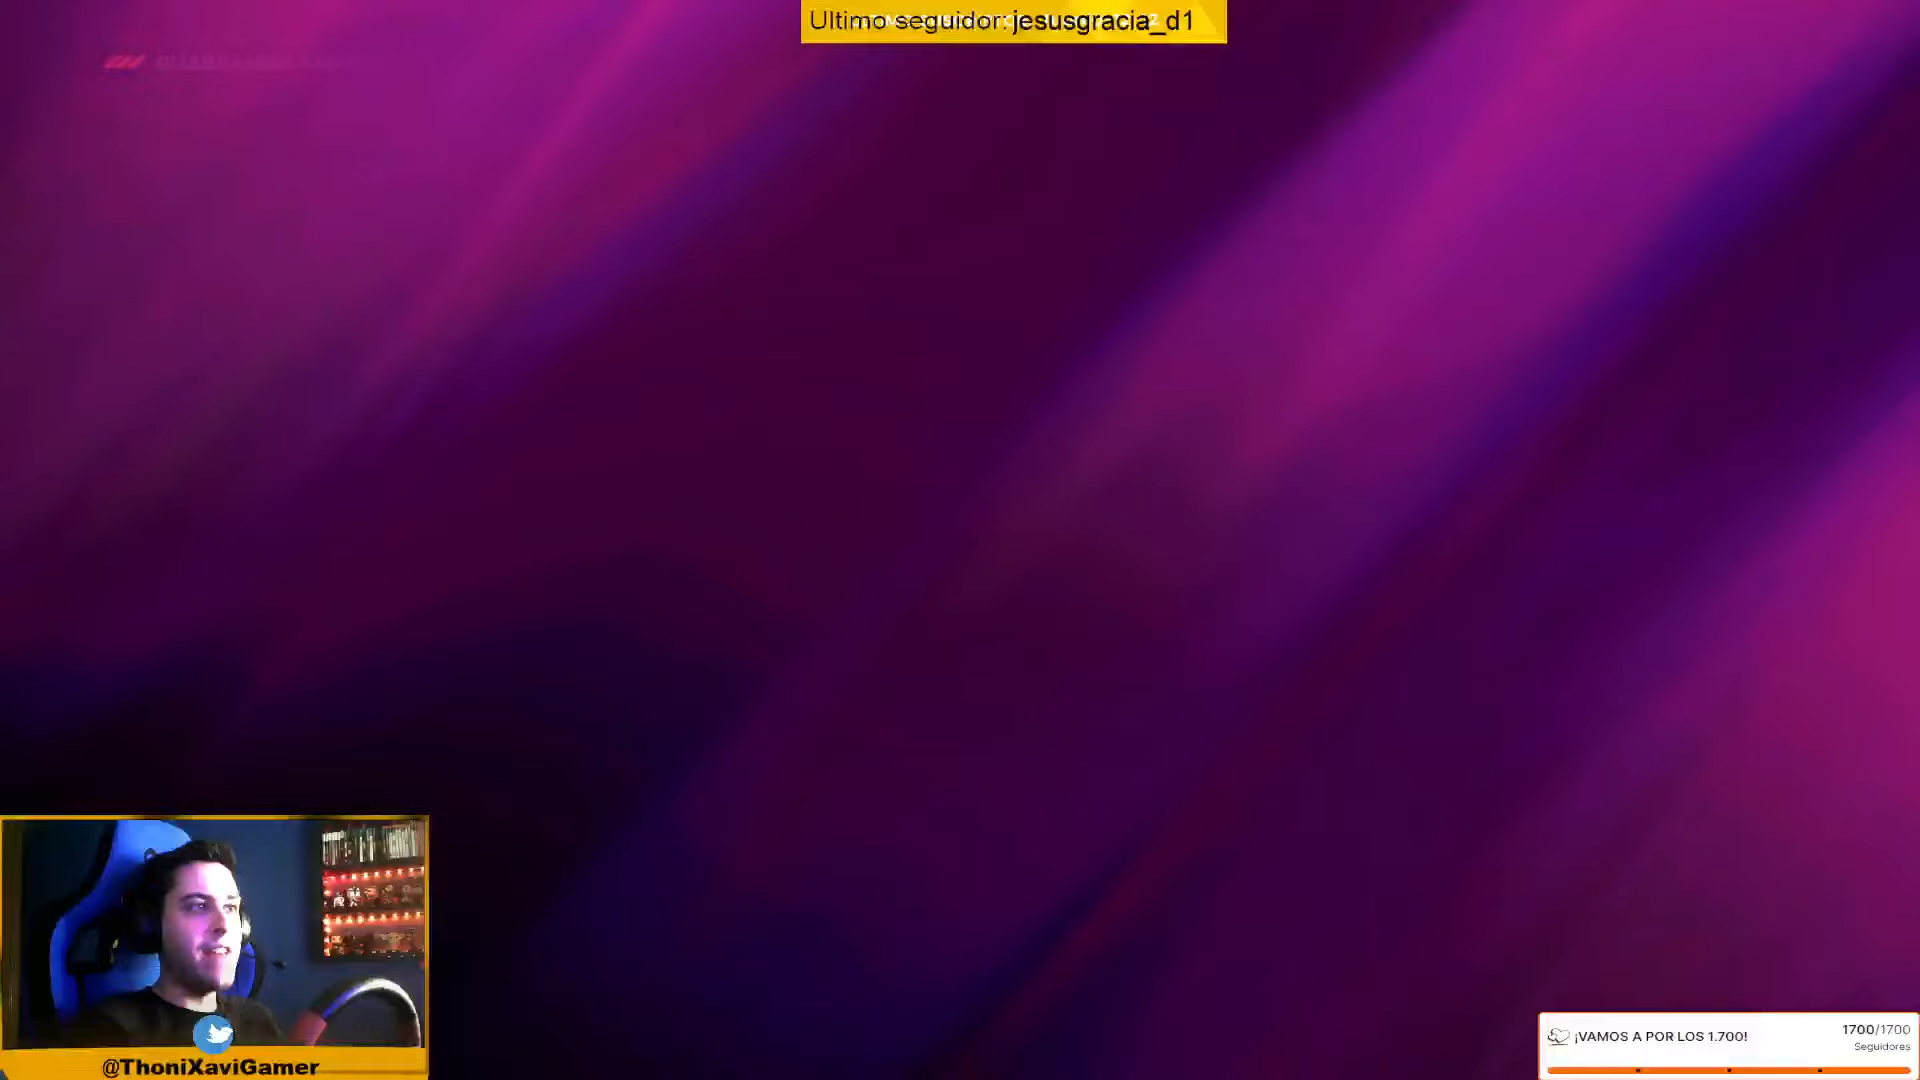 Ultimo seguidor: jesusgracia_d1
@ThoniXaviGamer
¡VAMOS A POR LOS 1.700!
1700/1700
Seguidores